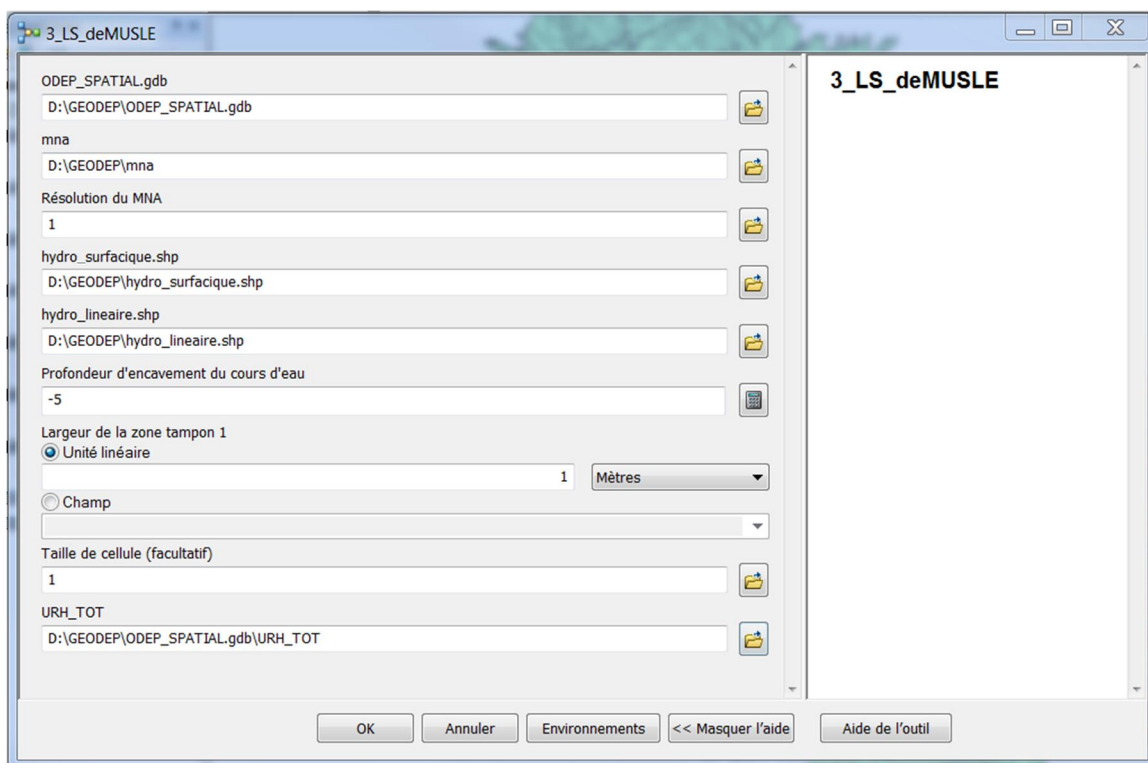 3_LS_deMUSLE
ODEP_SPATIAL.gdb
D:\GEODEP\ODEP_SPATIAL.gdb
mna
D:\GEODEP\mna
Résolution du MNA
1
hydro_surfacique.shp
D:\GEODEP\hydro_surfacique.shp
hydro_lineaire.shp
D:\GEODEP\hydro_lineaire.shp
Profondeur d'encavement du cours d'eau
-5
Largeur de la zone tampon 1
Unité linéaire
1 Mètres
Champ
Taille de cellule (facultatif)
1
URH_TOT
D:\GEODEP\ODEP_SPATIAL.gdb\URH_TOT
3_LS_deMUSLE
OK Annuler Environnements << Masquer l'aide Aide de l'outil